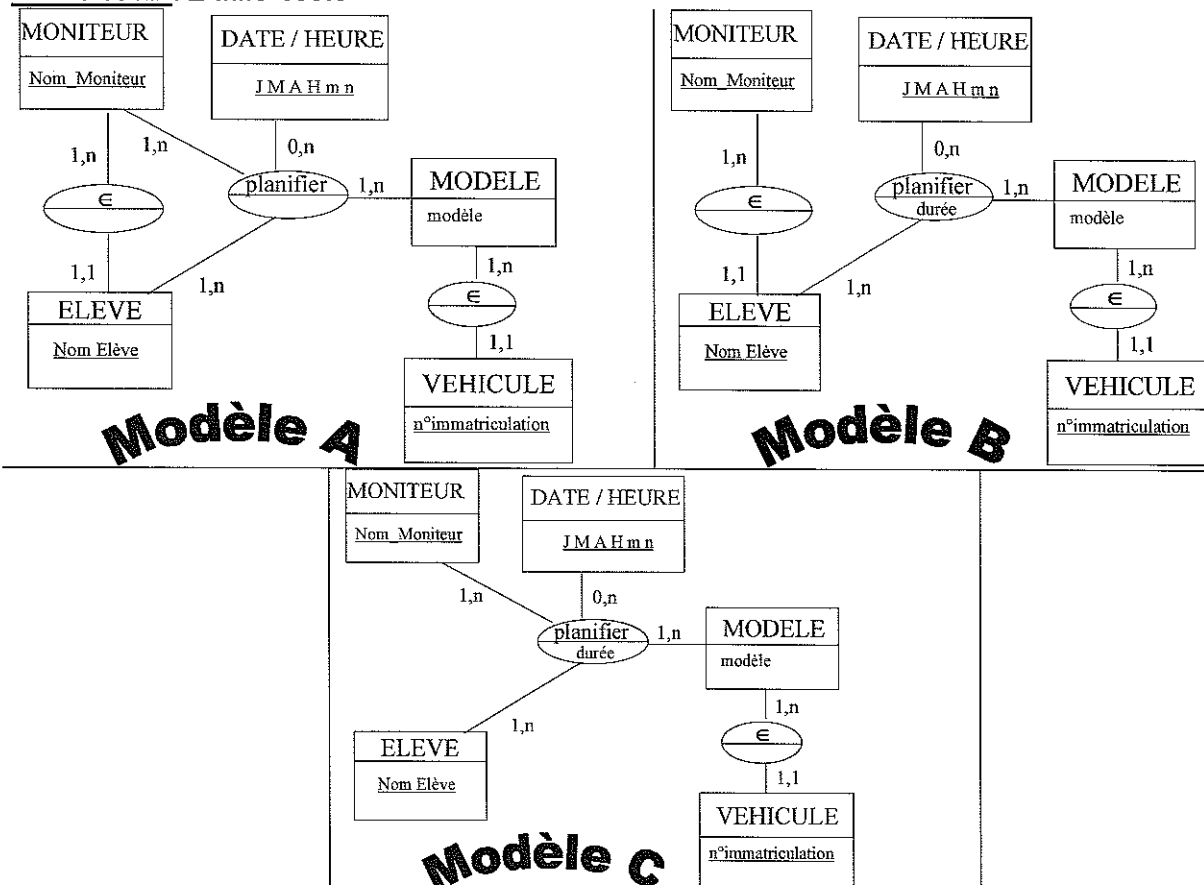 MONITEUR
Nom_Moniteur
DATE / HEURE
J M A H m n
1,n
1,n
0,n
planifier
1,n
MODELE
modèle
∈
1,1
1,n
1,n
∈
1,1
ELEVE
Nom Elève
VEHICULE
n°immatriculation
Modèle A
MONITEUR
Nom_Moniteur
DATE / HEURE
J M A H m n
1,n
0,n
planifier
durée
1,n
MODELE
modèle
∈
1,1
1,n
1,n
∈
1,1
ELEVE
Nom Elève
VEHICULE
n°immatriculation
Modèle B
MONITEUR
Nom_Moniteur
DATE / HEURE
J M A H m n
1,n
0,n
planifier
durée
1,n
MODELE
modèle
1,n
1,n
∈
1,1
ELEVE
Nom Elève
VEHICULE
n°immatriculation
Modèle C